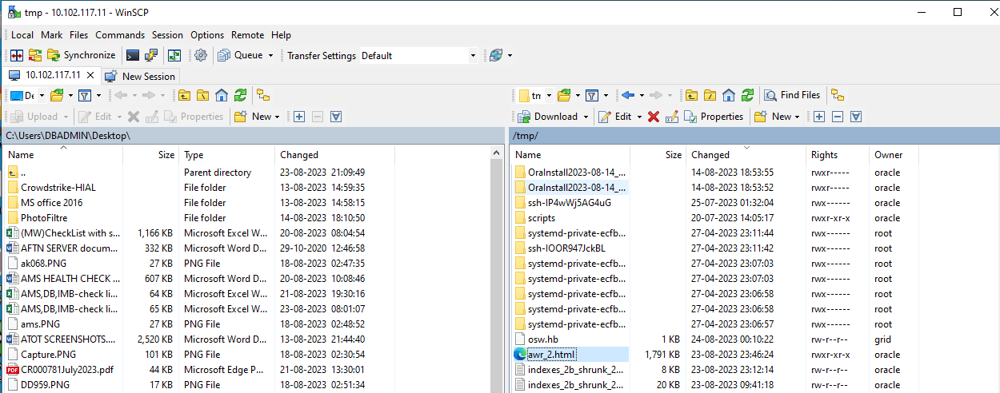 tmp - 10.102.117.11 - WinSCP
Local Mark Files Commands Session Options Remote Help
Synchronize Queue Transfer Settings Default
10.102.117.11 New Session
De tm Find Files
Upload Edit Properties New Download Edit Properties New
C:\Users\DBADMIN\Desktop\ /tmp/
Name Size Type Changed Name Size Changed Rights Owner
.. Parent directory 23-08-2023 21:09:49 OraInstall2023-08-14_... 14-08-2023 18:53:55 rwxr----- oracle
Crowdstrike-HIAL File folder 13-08-2023 14:59:35 OraInstall2023-08-14_... 14-08-2023 18:53:52 rwxr----- oracle
MS office 2016 File folder 13-08-2023 14:58:15 ssh-IP4wWj5AG4uG 25-07-2023 01:32:04 rwx------ oracle
PhotoFiltre File folder 14-08-2023 18:10:50 scripts 20-07-2023 14:05:17 rwxr-xr-x oracle
(MW)CheckList with s... 1,166 KB Microsoft Excel W... 20-08-2023 08:04:54 systemd-private-ecfb... 27-04-2023 23:11:44 rwx------ root
AFTN SERVER docum... 332 KB Microsoft Word D... 29-10-2020 12:46:58 ssh-IOOR947JckBL 27-04-2023 23:11:42 rwx------ root
ak068.PNG 27 KB PNG File 18-08-2023 02:47:35 systemd-private-ecfb... 27-04-2023 23:07:03 rwx------ root
AMS HEALTH CHECK ... 607 KB Microsoft Word D... 20-08-2023 10:08:46 systemd-private-ecfb... 27-04-2023 23:07:03 rwx------ root
AMS,DB,IMB-check li... 64 KB Microsoft Excel W... 21-08-2023 19:30:16 systemd-private-ecfb... 27-04-2023 23:06:58 rwx------ root
AMS,DB,IMB-check li... 65 KB Microsoft Excel W... 23-08-2023 08:01:07 systemd-private-ecfb... 27-04-2023 23:06:58 rwx------ root
ams.PNG 27 KB PNG File 18-08-2023 02:48:52 systemd-private-ecfb... 27-04-2023 23:06:57 rwx------ root
ATOT SCREENSHOTS.... 2,520 KB Microsoft Word D... 13-08-2023 21:44:40 osw.hb 1 KB 24-08-2023 00:10:22 rw-r--r-- grid
Capture.PNG 101 KB PNG File 18-08-2023 02:30:54 awr_2.html 1,791 KB 23-08-2023 23:46:24 rwxr-xr-x oracle
CR000781July2023.pdf 44 KB Microsoft Edge P... 21-08-2023 13:30:01 indexes_2b_shrunk_2... 8 KB 23-08-2023 23:12:14 rw-r--r-- oracle
DD959.PNG 17 KB PNG File 18-08-2023 02:51:34 indexes_2b_shrunk_2... 20 KB 23-08-2023 09:41:18 rw-r--r-- oracle